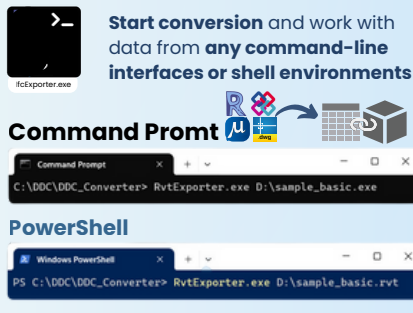 >_
Start conversion and work with
data from any command-line
interfaces or shell environments
IfcExporter.exe
R
µ
dwg
Command Promt
Command Prompt × + ⌄ − □ ×
C:\DDC\DDC_Converter> RvtExporter.exe D:\sample_basic.exe
PowerShell
Windows PowerShell × + ⌄ − □ ×
PS C:\DDC\DDC_Converter> RvtExporter.exe D:\sample_basic.rvt